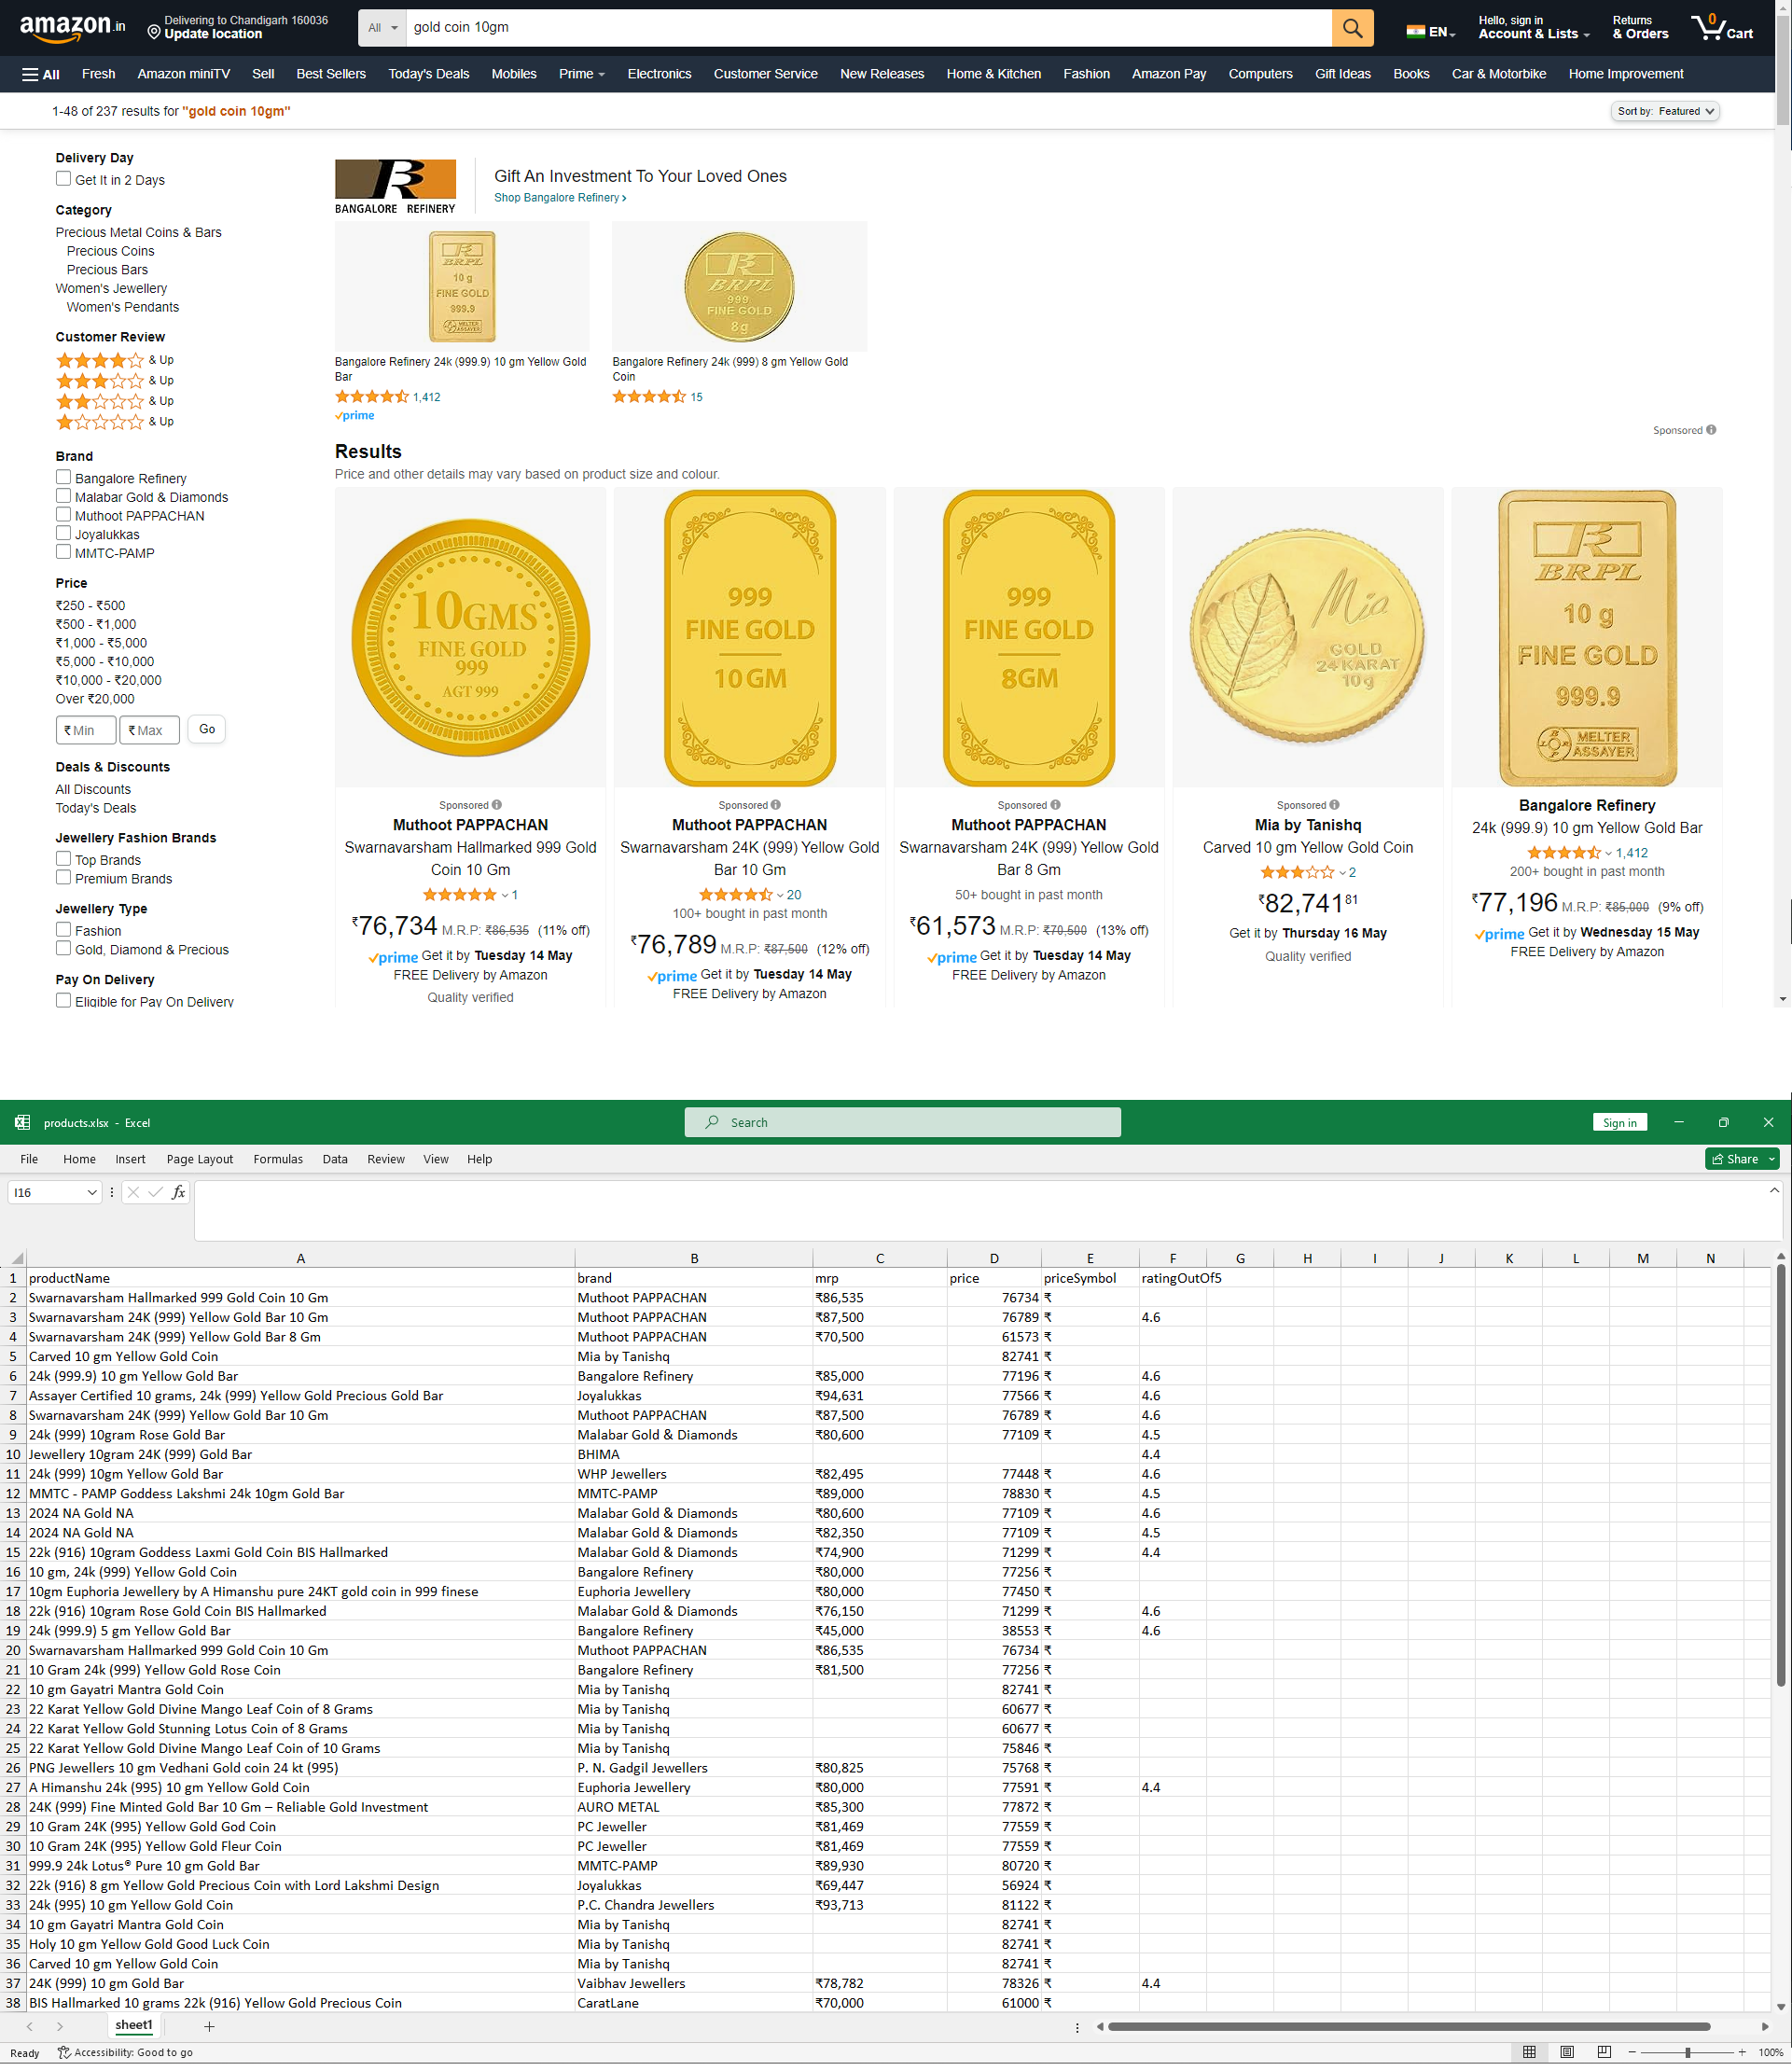 amazon.in
Delivering to Chandigarh 160036
Update location
All
gold coin 10gm
EN
Hello, sign in
Account & Lists
Returns
& Orders
0
Cart
All Fresh Amazon miniTV Sell Best Sellers Today's Deals Mobiles Prime Electronics Customer Service New Releases Home & Kitchen Fashion Amazon Pay Computers Gift Ideas Books Car & Motorbike Home Improvement
1-48 of 237 results for "gold coin 10gm"
Sort by: Featured
Delivery Day
Get It in 2 Days
Category
Precious Metal Coins & Bars
Precious Coins
Precious Bars
Women's Jewellery
Women's Pendants
Customer Review
& Up
& Up
& Up
& Up
Brand
Bangalore Refinery
Malabar Gold & Diamonds
Muthoot PAPPACHAN
Joyalukkas
MMTC-PAMP
Price
₹250 - ₹500
₹500 - ₹1,000
₹1,000 - ₹5,000
₹5,000 - ₹10,000
₹10,000 - ₹20,000
Over ₹20,000
₹ Min ₹ Max Go
Deals & Discounts
All Discounts
Today's Deals
Jewellery Fashion Brands
Top Brands
Premium Brands
Jewellery Type
Fashion
Gold, Diamond & Precious
Pay On Delivery
Eligible for Pay On Delivery
BANGALORE REFINERY
Gift An Investment To Your Loved Ones
Shop Bangalore Refinery ›
BRPL
10 g
FINE GOLD
999.9
MELTER
ASSAYER
Bangalore Refinery 24k (999.9) 10 gm Yellow Gold
Bar
1,412
prime
BRPL
999
FINE GOLD
8g
Bangalore Refinery 24k (999) 8 gm Yellow Gold
Coin
15
Sponsored
Results
Price and other details may vary based on product size and colour.
10GMS
FINE GOLD
999
AGT 999
Sponsored
Muthoot PAPPACHAN
Swarnavarsham Hallmarked 999 Gold
Coin 10 Gm
1
₹76,734 M.R.P: ₹86,535 (11% off)
prime Get it by Tuesday 14 May
FREE Delivery by Amazon
Quality verified
999
FINE GOLD
10GM
Sponsored
Muthoot PAPPACHAN
Swarnavarsham 24K (999) Yellow Gold
Bar 10 Gm
20
100+ bought in past month
₹76,789 M.R.P: ₹87,500 (12% off)
prime Get it by Tuesday 14 May
FREE Delivery by Amazon
999
FINE GOLD
8GM
Sponsored
Muthoot PAPPACHAN
Swarnavarsham 24K (999) Yellow Gold
Bar 8 Gm
50+ bought in past month
₹61,573 M.R.P: ₹70,500 (13% off)
prime Get it by Tuesday 14 May
FREE Delivery by Amazon
Mia
GOLD
24 KARAT
10g
Sponsored
Mia by Tanishq
Carved 10 gm Yellow Gold Coin
2
₹82,741 81
Get it by Thursday 16 May
Quality verified
BRPL
10 g
FINE GOLD
999.9
MELTER
ASSAYER
Bangalore Refinery
24k (999.9) 10 gm Yellow Gold Bar
1,412
200+ bought in past month
₹77,196 M.R.P: ₹85,000 (9% off)
prime Get it by Wednesday 15 May
FREE Delivery by Amazon
products.xlsx - Excel
Search
Sign in
File Home Insert Page Layout Formulas Data Review View Help
Share
I16
fx
A B C D E F G H I J K L M N
1 productName brand mrp price priceSymbol ratingOutOf5
2 Swarnavarsham Hallmarked 999 Gold Coin 10 Gm Muthoot PAPPACHAN ₹86,535 76734 ₹
3 Swarnavarsham 24K (999) Yellow Gold Bar 10 Gm Muthoot PAPPACHAN ₹87,500 76789 ₹ 4.6
4 Swarnavarsham 24K (999) Yellow Gold Bar 8 Gm Muthoot PAPPACHAN ₹70,500 61573 ₹
5 Carved 10 gm Yellow Gold Coin Mia by Tanishq 82741 ₹
6 24k (999.9) 10 gm Yellow Gold Bar Bangalore Refinery ₹85,000 77196 ₹ 4.6
7 Assayer Certified 10 grams, 24k (999) Yellow Gold Precious Gold Bar Joyalukkas ₹94,631 77566 ₹ 4.6
8 Swarnavarsham 24K (999) Yellow Gold Bar 10 Gm Muthoot PAPPACHAN ₹87,500 76789 ₹ 4.6
9 24k (999) 10gram Rose Gold Bar Malabar Gold & Diamonds ₹80,600 77109 ₹ 4.5
10 Jewellery 10gram 24K (999) Gold Bar BHIMA 4.4
11 24k (999) 10gm Yellow Gold Bar WHP Jewellers ₹82,495 77448 ₹ 4.6
12 MMTC - PAMP Goddess Lakshmi 24k 10gm Gold Bar MMTC-PAMP ₹89,000 78830 ₹ 4.5
13 2024 NA Gold NA Malabar Gold & Diamonds ₹80,600 77109 ₹ 4.6
14 2024 NA Gold NA Malabar Gold & Diamonds ₹82,350 77109 ₹ 4.5
15 22k (916) 10gram Goddess Laxmi Gold Coin BIS Hallmarked Malabar Gold & Diamonds ₹74,900 71299 ₹ 4.4
16 10 gm, 24k (999) Yellow Gold Coin Bangalore Refinery ₹80,000 77256 ₹
17 10gm Euphoria Jewellery by A Himanshu pure 24KT gold coin in 999 finese Euphoria Jewellery ₹80,000 77450 ₹
18 22k (916) 10gram Rose Gold Coin BIS Hallmarked Malabar Gold & Diamonds ₹76,150 71299 ₹ 4.6
19 24k (999.9) 5 gm Yellow Gold Bar Bangalore Refinery ₹45,000 38553 ₹ 4.6
20 Swarnavarsham Hallmarked 999 Gold Coin 10 Gm Muthoot PAPPACHAN ₹86,535 76734 ₹
21 10 Gram 24k (999) Yellow Gold Rose Coin Bangalore Refinery ₹81,500 77256 ₹
22 10 gm Gayatri Mantra Gold Coin Mia by Tanishq 82741 ₹
23 22 Karat Yellow Gold Divine Mango Leaf Coin of 8 Grams Mia by Tanishq 60677 ₹
24 22 Karat Yellow Gold Stunning Lotus Coin of 8 Grams Mia by Tanishq 60677 ₹
25 22 Karat Yellow Gold Divine Mango Leaf Coin of 10 Grams Mia by Tanishq 75846 ₹
26 PNG Jewellers 10 gm Vedhani Gold coin 24 kt (995) P. N. Gadgil Jewellers ₹80,825 75768 ₹
27 A Himanshu 24k (995) 10 gm Yellow Gold Coin Euphoria Jewellery ₹80,000 77591 ₹ 4.4
28 24K (999) Fine Minted Gold Bar 10 Gm – Reliable Gold Investment AURO METAL ₹85,300 77872 ₹
29 10 Gram 24K (995) Yellow Gold God Coin PC Jeweller ₹81,469 77559 ₹
30 10 Gram 24K (995) Yellow Gold Fleur Coin PC Jeweller ₹81,469 77559 ₹
31 999.9 24k Lotus® Pure 10 gm Gold Bar MMTC-PAMP ₹89,930 80720 ₹
32 22k (916) 8 gm Yellow Gold Precious Coin with Lord Lakshmi Design Joyalukkas ₹69,447 56924 ₹
33 24k (995) 10 gm Yellow Gold Coin P.C. Chandra Jewellers ₹93,713 81122 ₹
34 10 gm Gayatri Mantra Gold Coin Mia by Tanishq 82741 ₹
35 Holy 10 gm Yellow Gold Good Luck Coin Mia by Tanishq 82741 ₹
36 Carved 10 gm Yellow Gold Coin Mia by Tanishq 82741 ₹
37 24K (999) 10 gm Gold Bar Vaibhav Jewellers ₹78,782 78326 ₹ 4.4
38 BIS Hallmarked 10 grams 22k (916) Yellow Gold Precious Coin CaratLane ₹70,000 61000 ₹
sheet1
Ready Accessibility: Good to go 100%